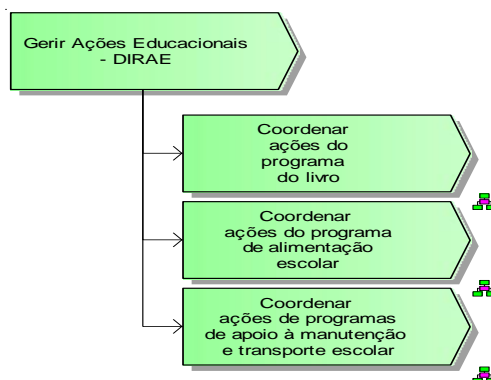 Gerir Ações Educacionais
- DIRAE
Coordenar
ações do
programa
do livro
Coordenar
ações do programa
de alimentação
escolar
Coordenar
ações de programas
de apoio à manutenção
e transporte escolar